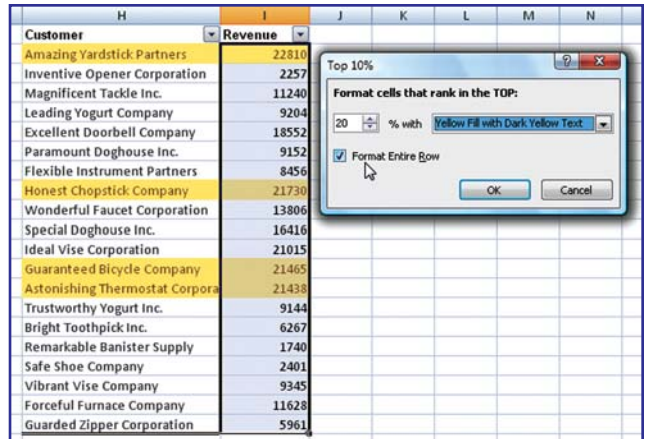 H I J K L M N
Customer Revenue
Amazing Yardstick Partners 22810
Inventive Opener Corporation 2257
Magnificent Tackle Inc. 11240
Leading Yogurt Company 9204
Excellent Doorbell Company 18552
Paramount Doghouse Inc. 9152
Flexible Instrument Partners 8456
Honest Chopstick Company 21730
Wonderful Faucet Corporation 13806
Special Doghouse Inc. 16416
Ideal Vise Corporation 21015
Guaranteed Bicycle Company 21465
Astonishing Thermostat Corpora 21438
Trustworthy Yogurt Inc. 9144
Bright Toothpick Inc. 6267
Remarkable Banister Supply 1740
Safe Shoe Company 2401
Vibrant Vise Company 9345
Forceful Furnace Company 11628
Guarded Zipper Corporation 5961
Top 10%
Format cells that rank in the TOP:
20 % with Yellow Fill with Dark Yellow Text
Format Entire Row
OK Cancel